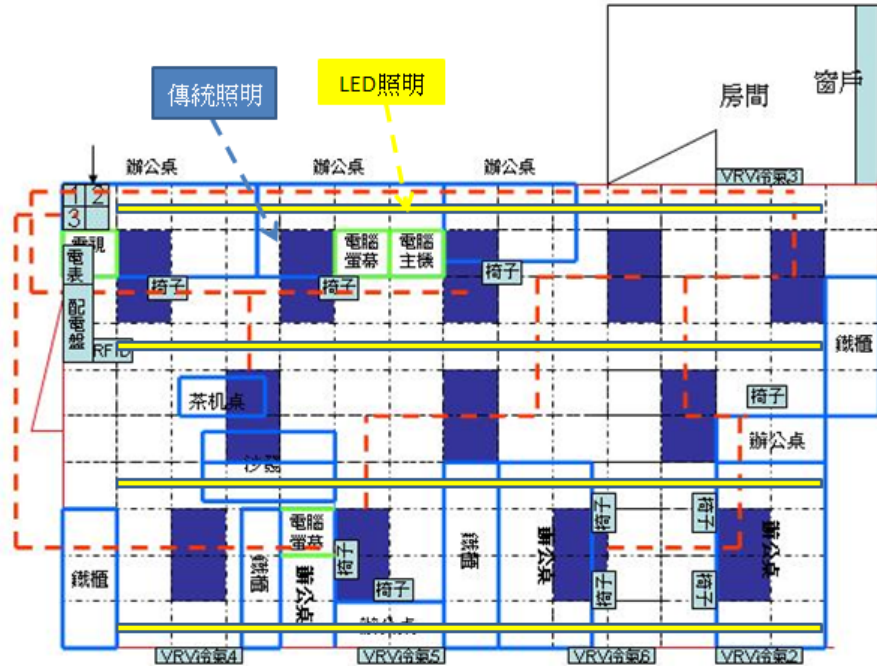 LED照明
傳統照明
房間
窗戶
辦公桌
辦公桌
辦公桌
VRV冷氣3
1
2
3
電視
電腦
螢幕
電腦
主機
電表
椅子
椅子
椅子
配電盤
RFID
鐵櫃
茶机桌
椅子
辦公桌
沙發
電腦
螢幕
椅子
椅子
辦公桌
辦公桌
鐵櫃
鐵櫃
辦公桌
鐵櫃
椅子
椅子
椅子
椅子
辦公桌
VRV冷氣4
VRV冷氣5
VRV冷氣6
VRV冷氣2